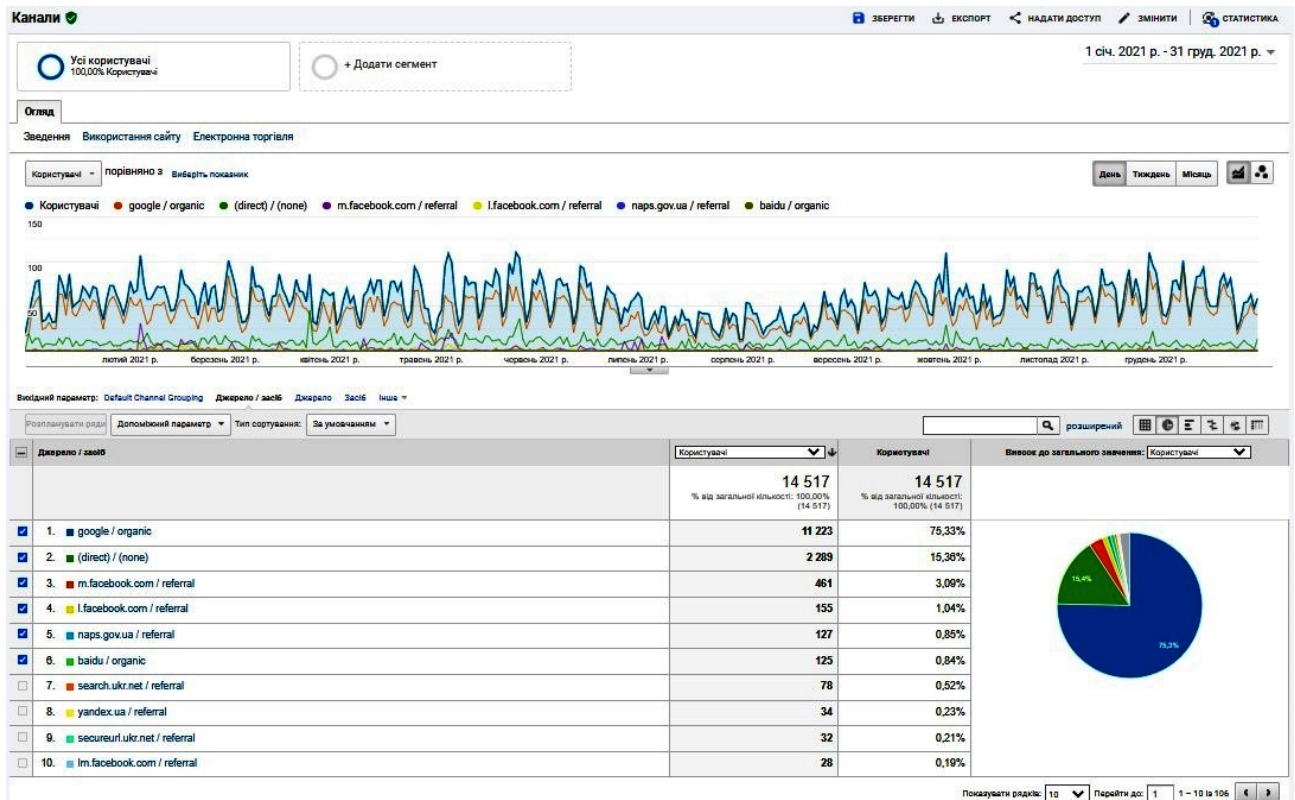 Канали
ЗБЕРЕГТИ ЕКСПОРТ НАДАТИ ДОСТУП ЗМІНИТИ СТАТИСТИКА
Усі користувачі
100,00% Користувачі
+ Додати сегмент
1 січ. 2021 р. - 31 груд. 2021 р.
Огляд
Зведення Використання сайту Електронна торгівля
Користувачі порівняно з Виберіть показник
День Тиждень Місяць
Користувачі google / organic (direct) / (none) m.facebook.com / referral l.facebook.com / referral naps.gov.ua / referral baidu / organic
150
100
50
лютий 2021 р. березень 2021 р. квітень 2021 р. травень 2021 р. червень 2021 р. липень 2021 р. серпень 2021 р. вересень 2021 р. жовтень 2021 р. листопад 2021 р. грудень 2021 р.
Вихідний параметр: Default Channel Grouping Джерело / засіб Джерело Засіб Інше
Розпланувати ряди Допоміжний параметр Тип сортування: За умовчанням розширений
Джерело / засіб Користувачі Користувачі Внесок до загального значення: Користувачі
14 517 14 517
% від загальної кількості: 100,00% (14 517) % від загальної кількості: 100,00% (14 517)
1. google / organic 11 223 75,33%
2. (direct) / (none) 2 289 15,36%
3. m.facebook.com / referral 461 3,09%
4. l.facebook.com / referral 155 1,04%
5. naps.gov.ua / referral 127 0,85%
6. baidu / organic 125 0,84%
7. search.ukr.net / referral 78 0,52%
8. yandex.ua / referral 34 0,23%
9. secureurl.ukr.net / referral 32 0,21%
10. lm.facebook.com / referral 28 0,19%
15,4%
75,3%
Показувати рядків: 10 Перейти до: 1 1 – 10 із 106